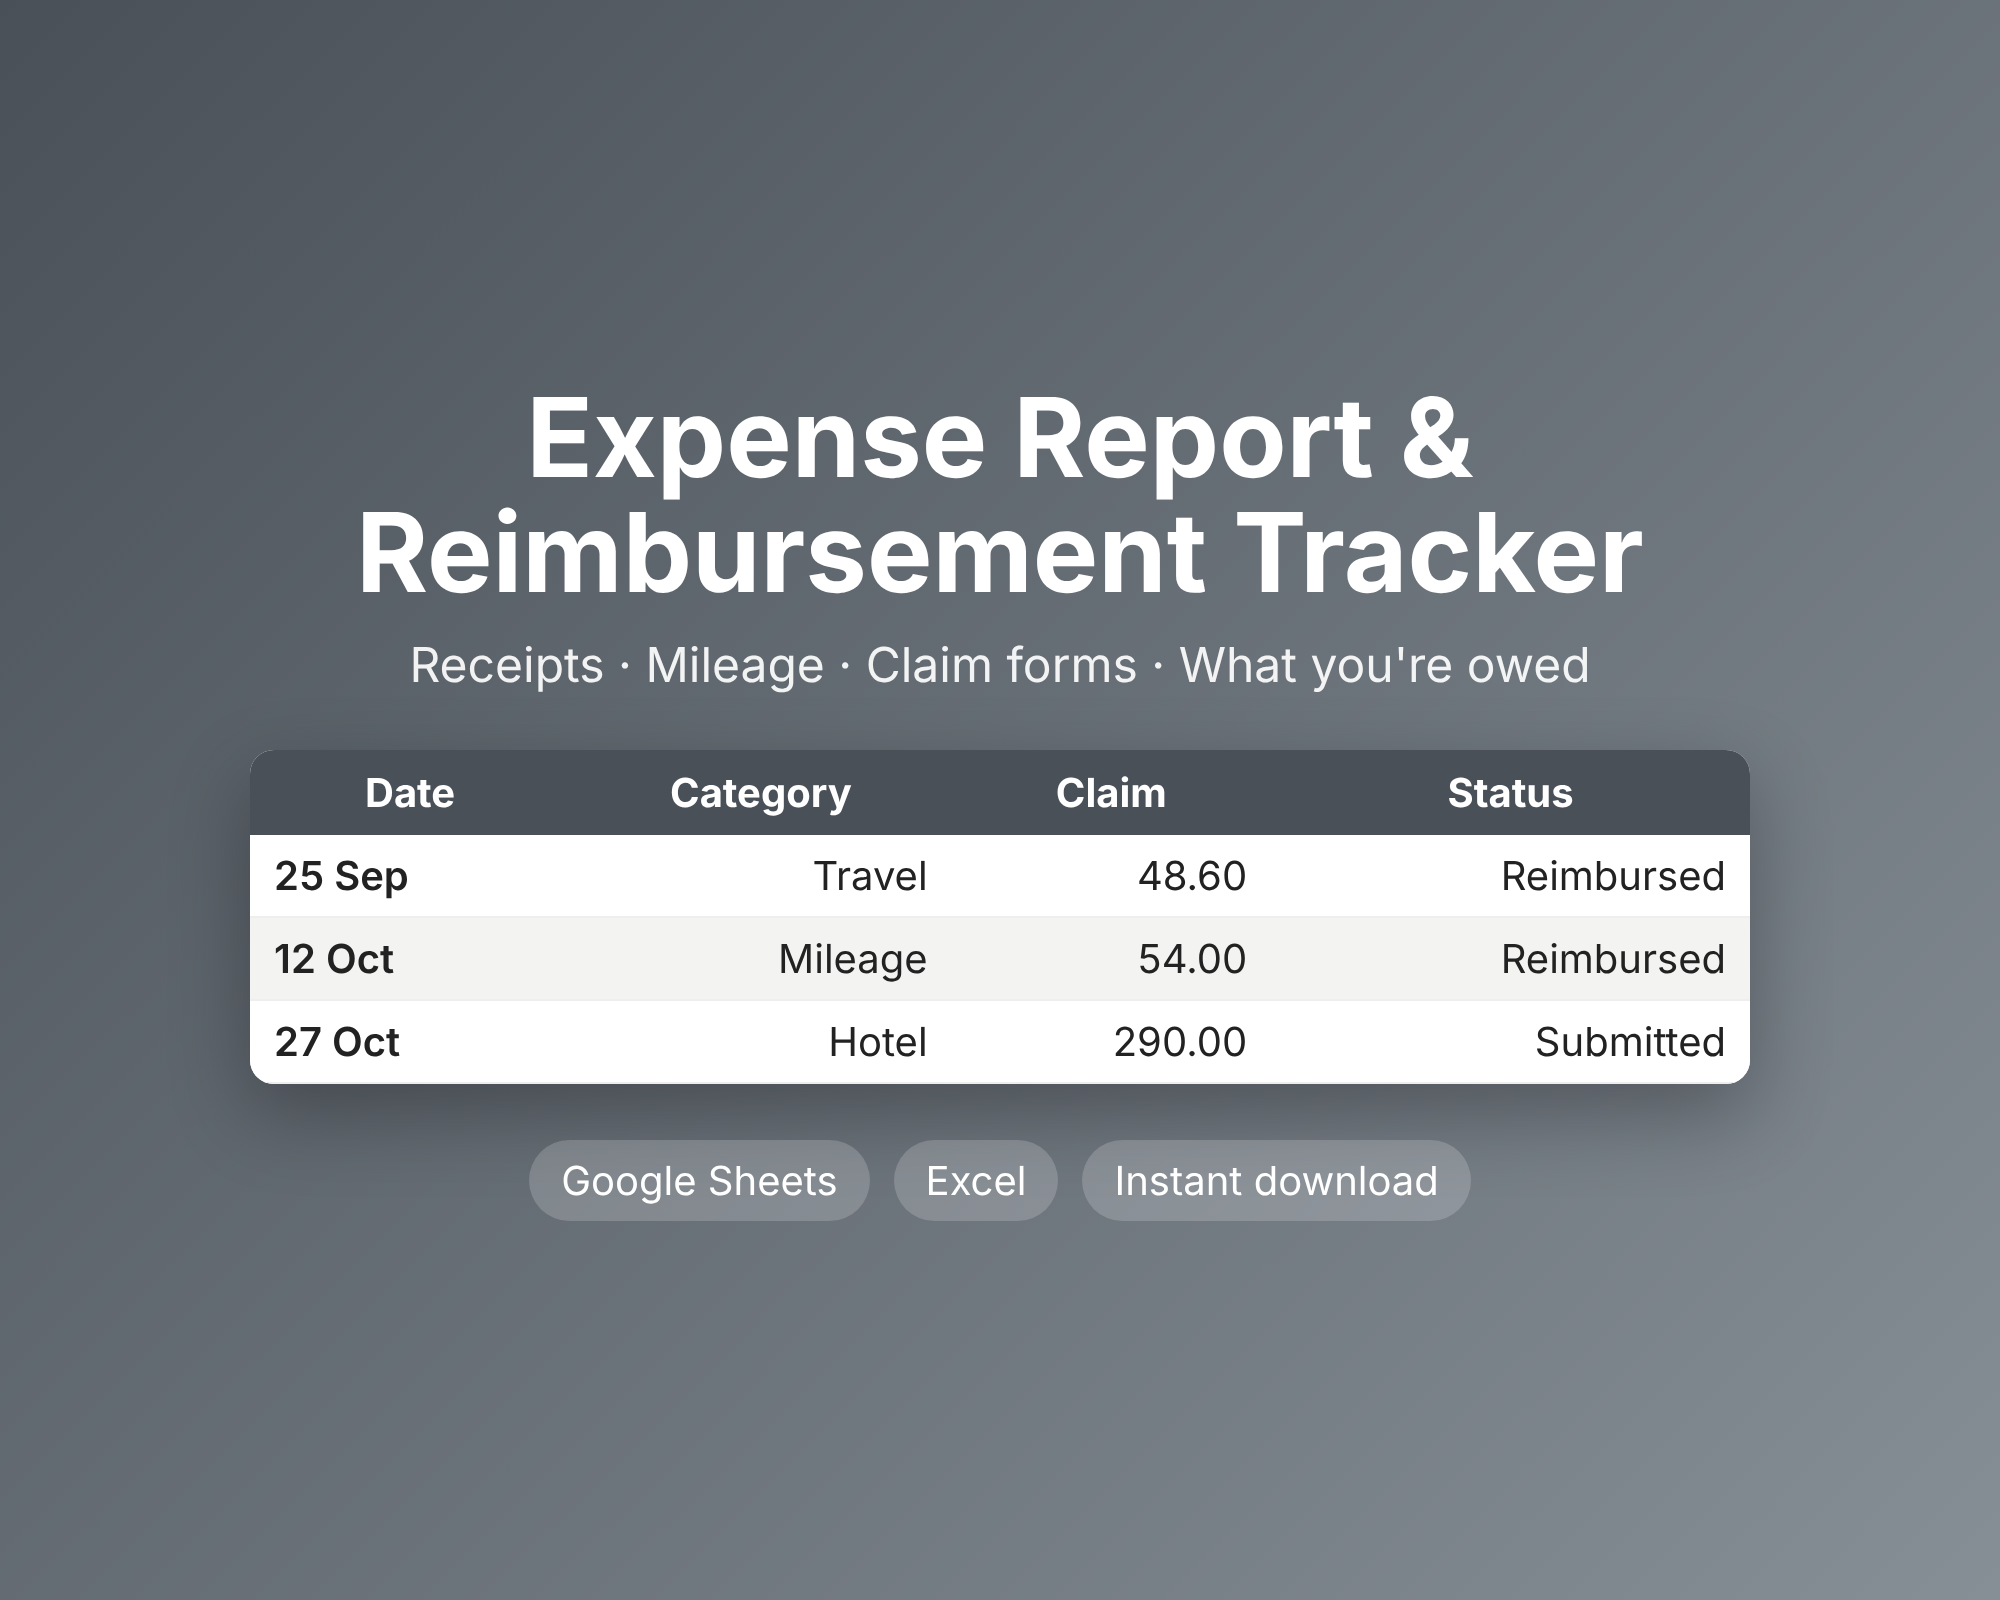 Expense Report &
Reimbursement Tracker
Receipts · Mileage · Claim forms · What you're owed
Date Category Claim Status
25 Sep Travel 48.60 Reimbursed
12 Oct Mileage 54.00 Reimbursed
27 Oct Hotel 290.00 Submitted
Google Sheets Excel Instant download